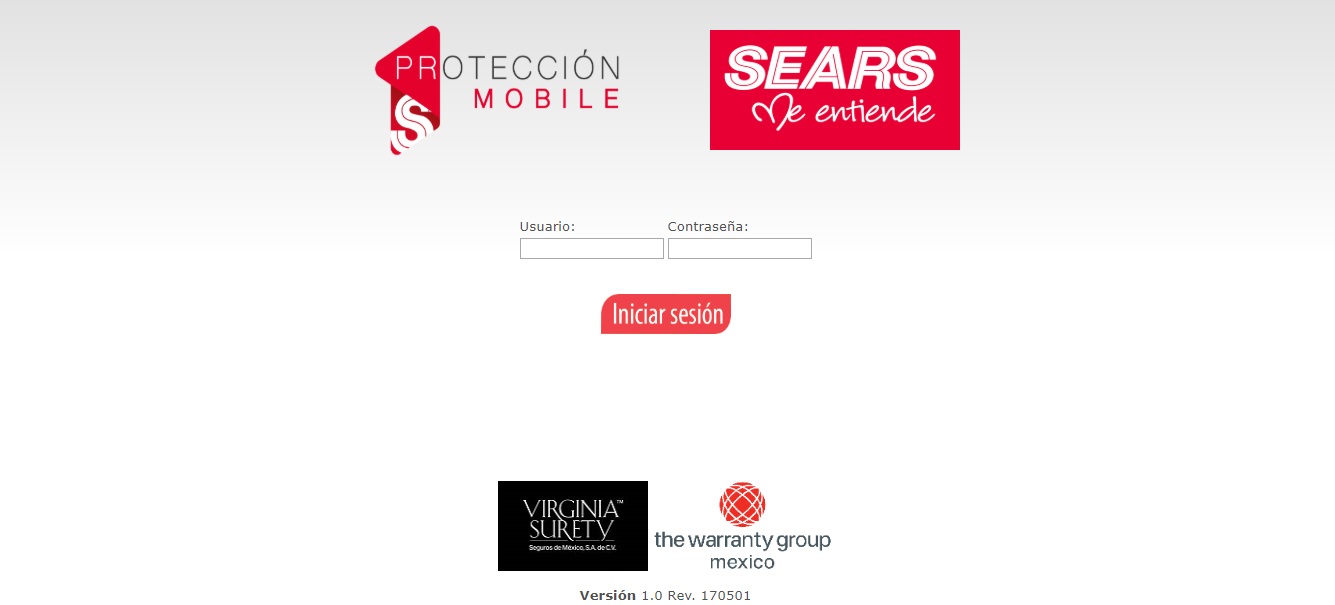 PROTECCIÓN
MOBILE
S
SEARS
Me entiende
Usuario:
Contraseña:
Iniciar sesión
VIRGINIA™
SURETY
Seguros de México, S.A. de C.V.
the warranty group
mexico
Versión 1.0 Rev. 170501